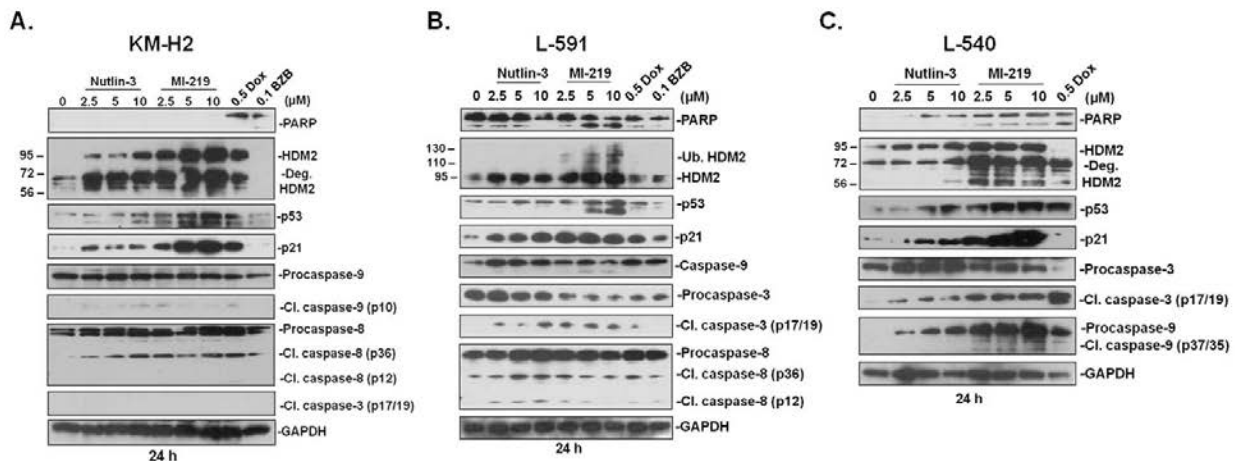 A.
KM-H2
Nutlin-3 MI-219
0 2.5 5 10 2.5 5 10 0.5 Dox 0.1 BZB (µM)
-PARP
95 – -HDM2
72 – -Deg.
56 – HDM2
-p53
-p21
-Procaspase-9
-Cl. caspase-9 (p10)
-Procaspase-8
-Cl. caspase-8 (p36)
-Cl. caspase-8 (p12)
-Cl. caspase-3 (p17/19)
-GAPDH
24 h
B.
L-591
Nutlin-3 MI-219
0 2.5 5 10 2.5 5 10 0.5 Dox 0.1 BZB (µM)
-PARP
130 –
110 – -Ub. HDM2
95 – -HDM2
-p53
-p21
-Caspase-9
-Procaspase-3
-Cl. caspase-3 (p17/19)
-Procaspase-8
-Cl. caspase-8 (p36)
-Cl. caspase-8 (p12)
-GAPDH
24 h
C.
L-540
Nutlin-3 MI-219
0 2.5 5 10 2.5 5 10 0.5 Dox (µM)
-PARP
95 – -HDM2
72 – -Deg.
56 – HDM2
-p53
-p21
-Procaspase-3
-Cl. caspase-3 (p17/19)
-Procaspase-9
-Cl. caspase-9 (p37/35)
-GAPDH
24 h